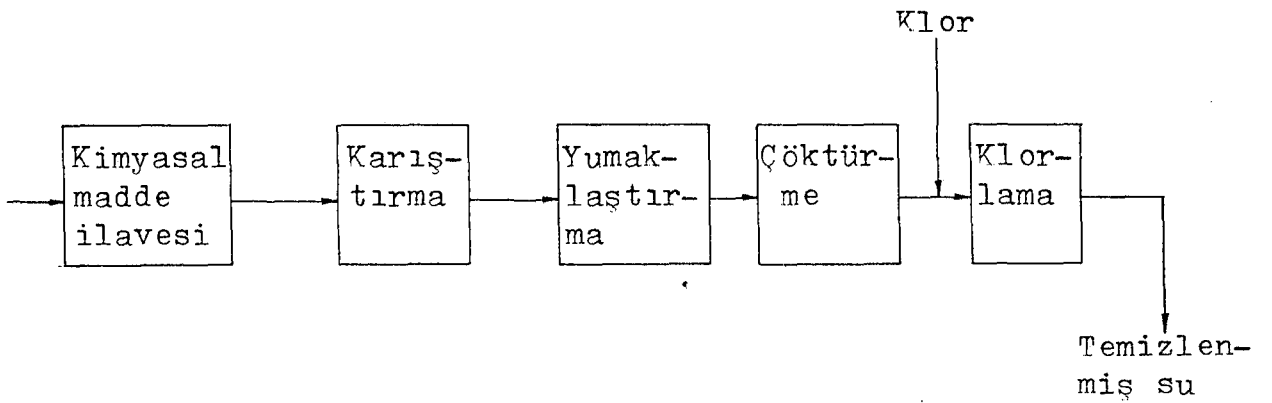 Klor
Kimyasal
madde
ilavesi
Karış-
tırma
Yumak-
laştır-
ma
Çöktür-
me
Klor-
lama
Temizlen-
miş su